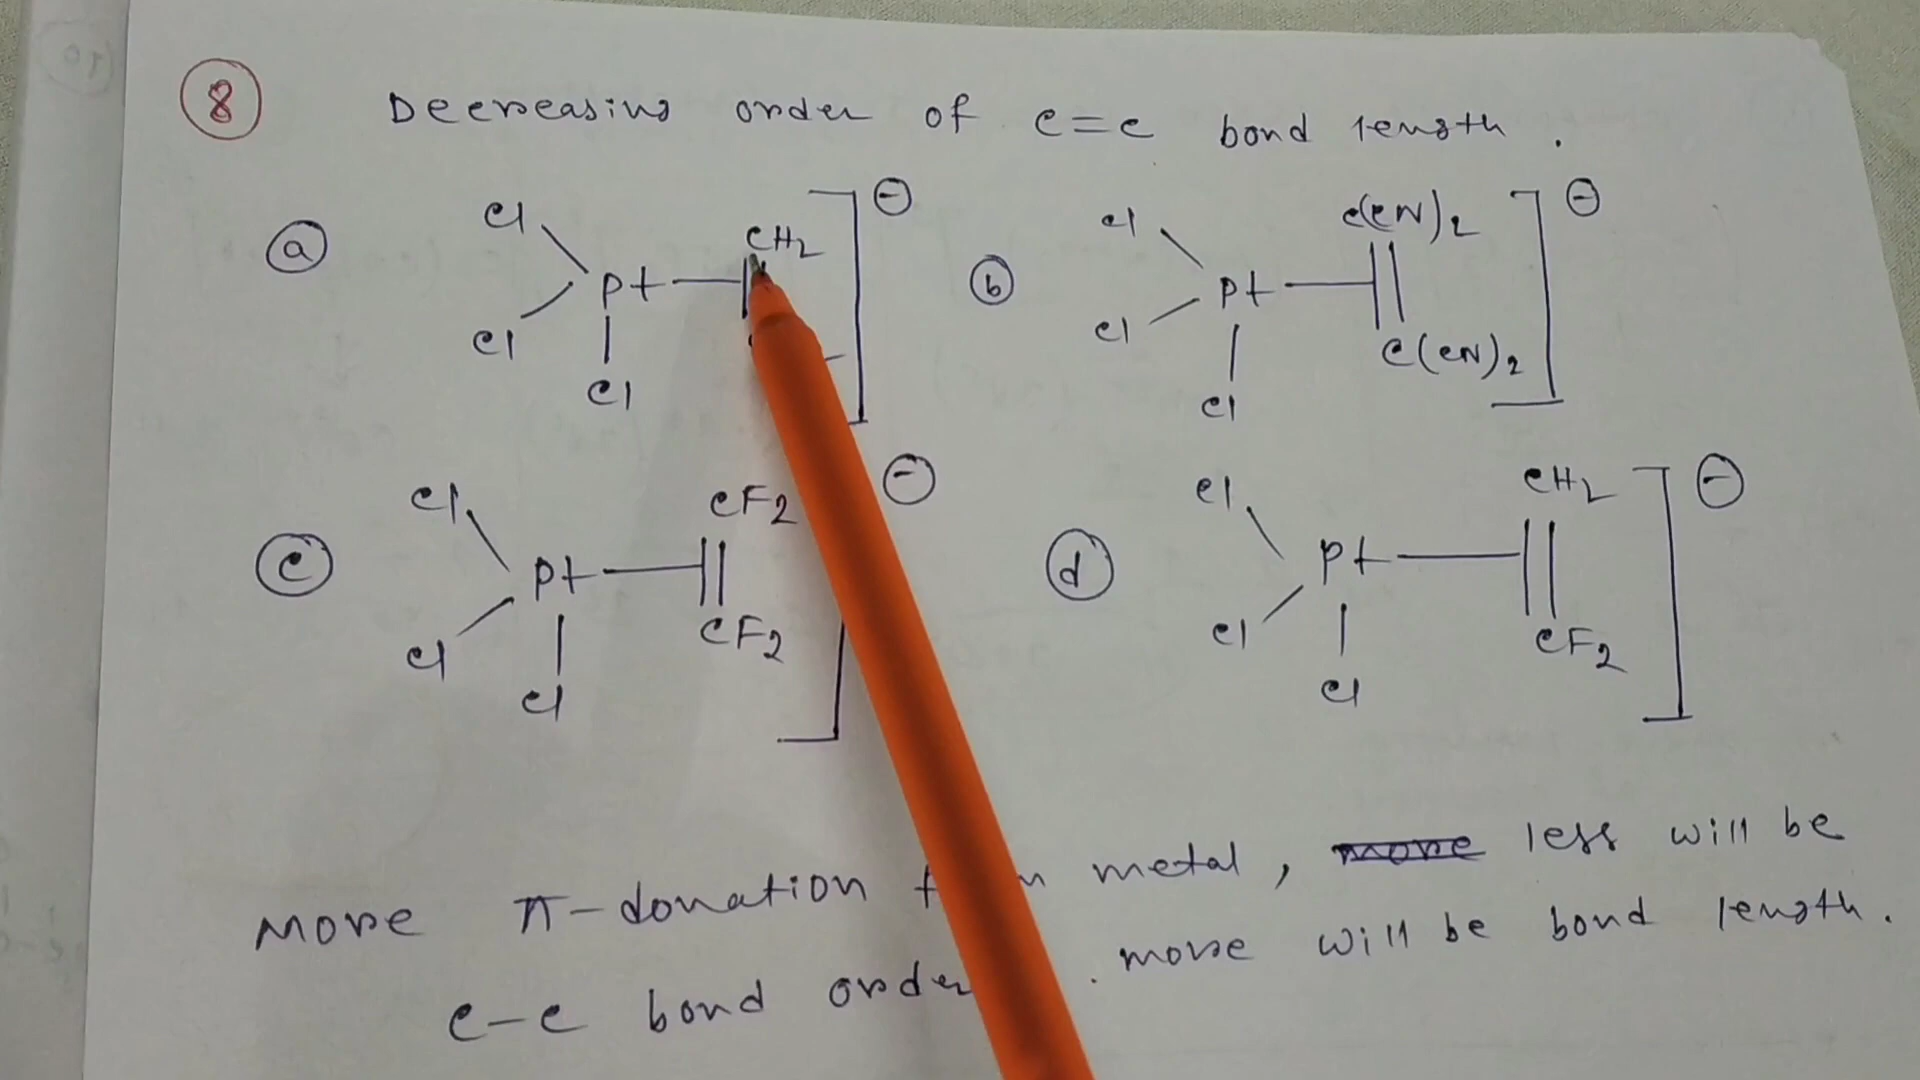 8 Decreasing order of c=c bond length.
a Cl CH2 ⊖
Pt
Cl
Cl
b Cl C(CN)2 ⊖
Pt
Cl C(CN)2
Cl
c Cl CF2 ⊖
Pt
Cl CF2
Cl
d Cl CH2 ⊖
Pt
Cl CF2
Cl
More π-donation metal, less will be
c-c bond order. more will be bond length.